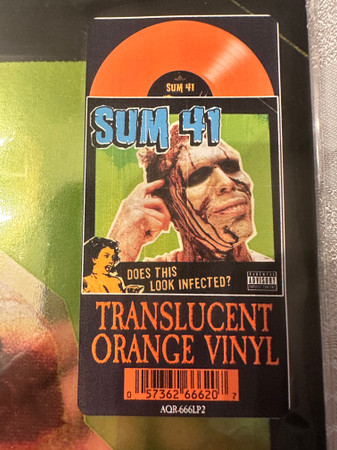 SUM 41
SUM 41
DOES THIS
LOOK INFECTED?
PARENTAL
ADVISORY
EXPLICIT CONTENT
TRANSLUCENT
ORANGE VINYL
0 57362 66620 7
AQR-666LP2